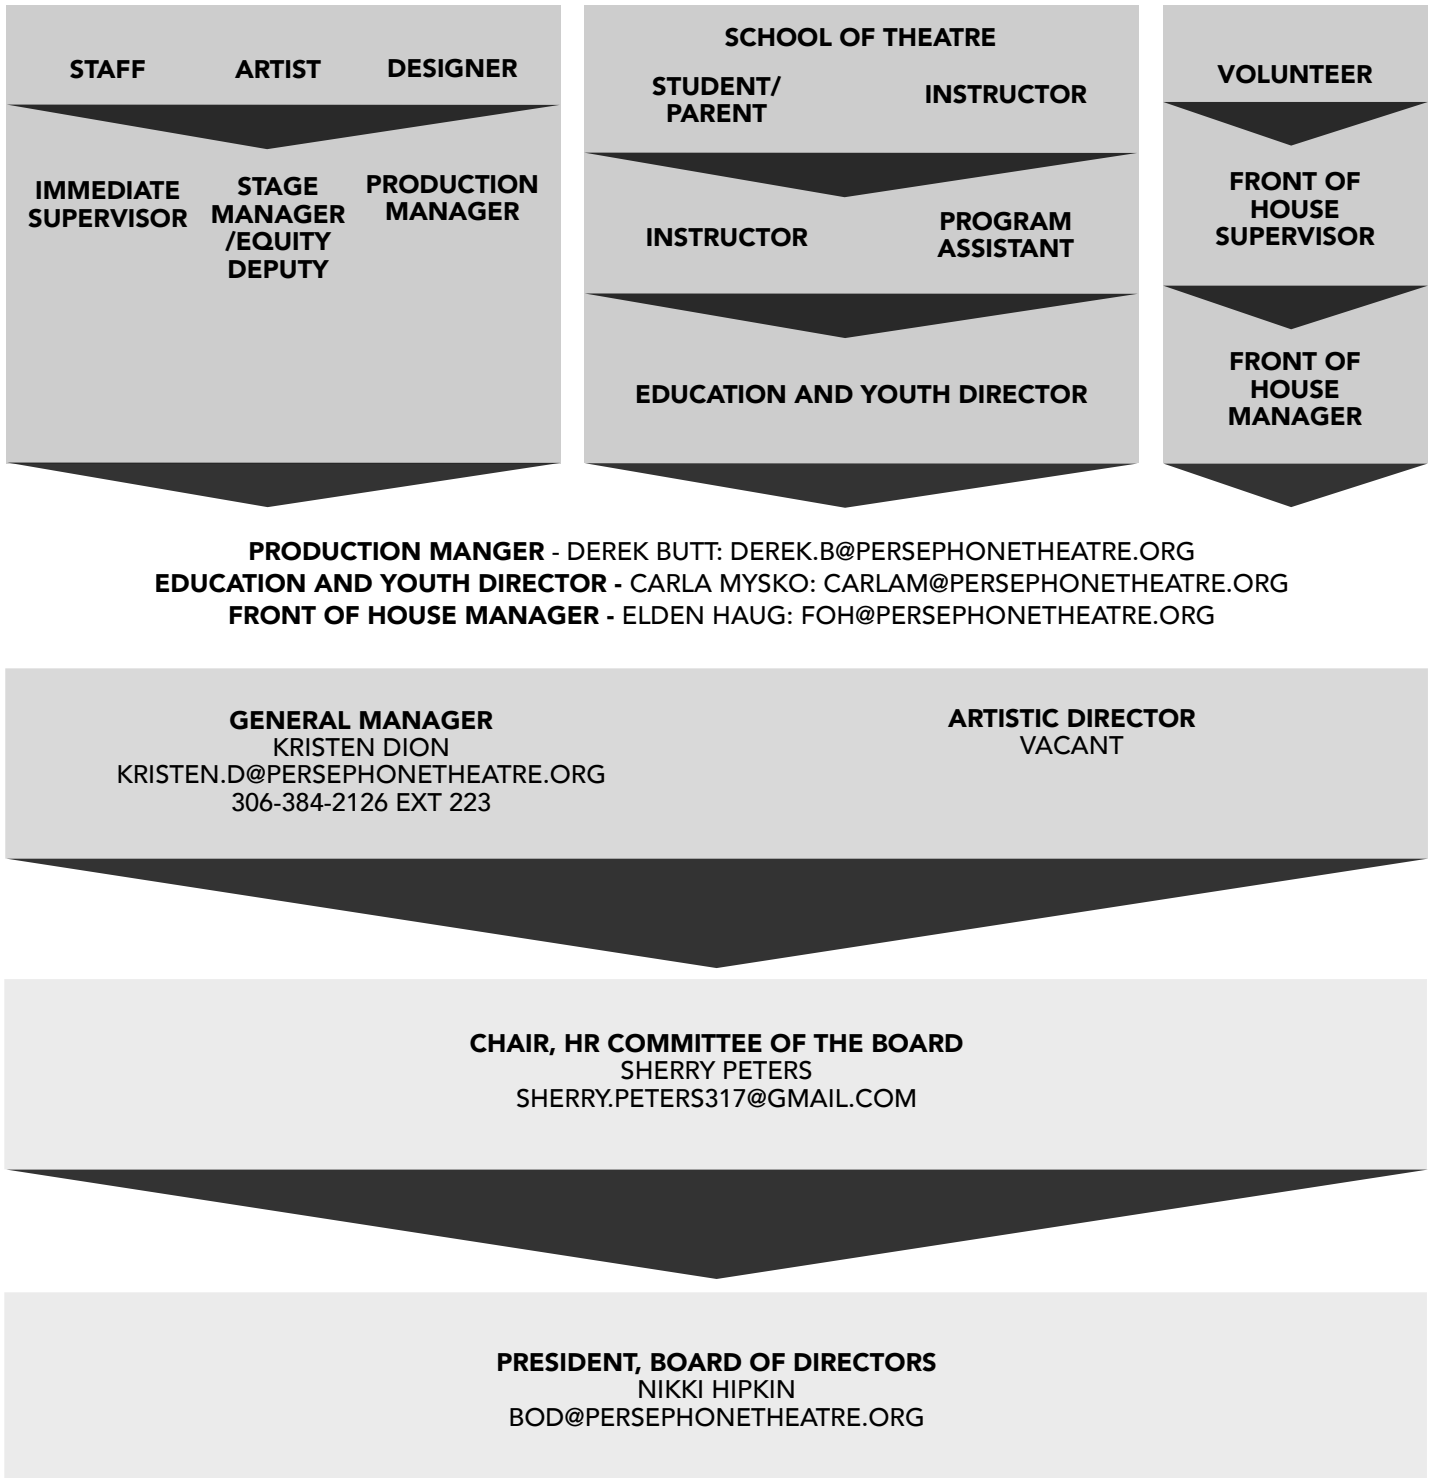 STAFF ARTIST DESIGNER
IMMEDIATE
SUPERVISOR
STAGE
MANAGER
/EQUITY
DEPUTY
PRODUCTION
MANAGER
SCHOOL OF THEATRE
STUDENT/
PARENT
INSTRUCTOR
INSTRUCTOR
PROGRAM
ASSISTANT
EDUCATION AND YOUTH DIRECTOR
VOLUNTEER
FRONT OF
HOUSE
SUPERVISOR
FRONT OF
HOUSE
MANAGER
PRODUCTION MANGER - DEREK BUTT: DEREK.B@PERSEPHONETHEATRE.ORG
EDUCATION AND YOUTH DIRECTOR - CARLA MYSKO: CARLAM@PERSEPHONETHEATRE.ORG
FRONT OF HOUSE MANAGER - ELDEN HAUG: FOH@PERSEPHONETHEATRE.ORG
GENERAL MANAGER
KRISTEN DION
KRISTEN.D@PERSEPHONETHEATRE.ORG
306-384-2126 EXT 223
ARTISTIC DIRECTOR
VACANT
CHAIR, HR COMMITTEE OF THE BOARD
SHERRY PETERS
SHERRY.PETERS317@GMAIL.COM
PRESIDENT, BOARD OF DIRECTORS
NIKKI HIPKIN
BOD@PERSEPHONETHEATRE.ORG